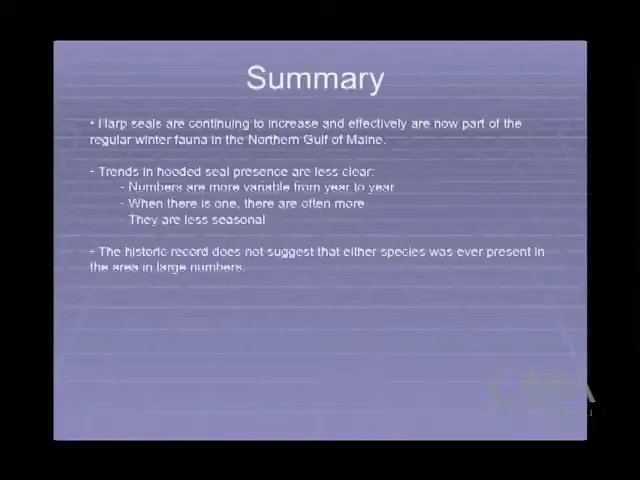 Summary
• Harp seals are continuing to increase and effectively are now part of the
regular winter fauna in the Northern Gulf of Maine.
- Trends in hooded seal presence are less clear:
- Numbers are more variable from year to year
- When there is one, there are often more
- They are less seasonal
- The historic record does not suggest that either species was ever present in
the area in large numbers.